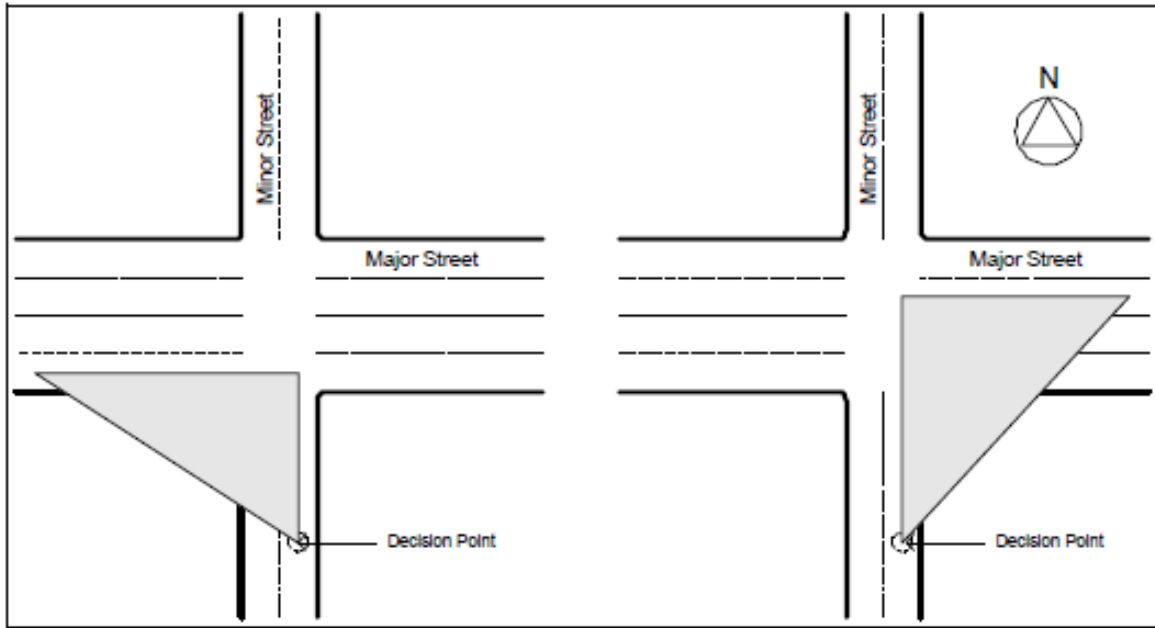 Minor Street
Minor Street
N
Major Street
Major Street
Decision Point
Decision Point